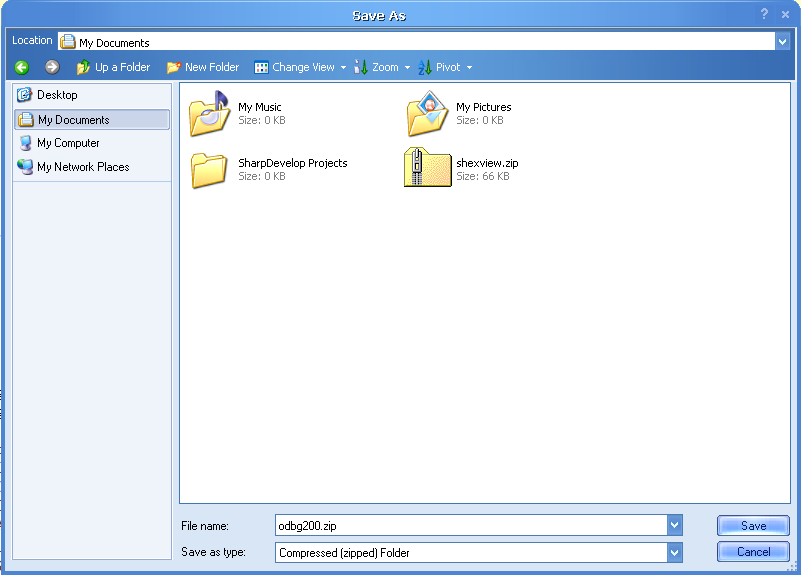 Save As
Location My Documents
Up a Folder New Folder Change View Zoom Pivot
Desktop
My Documents
My Computer
My Network Places
My Music
Size: 0 KB
My Pictures
Size: 0 KB
SharpDevelop Projects
Size: 0 KB
shexview.zip
Size: 66 KB
File name: odbg200.zip Save
Save as type: Compressed (zipped) Folder Cancel